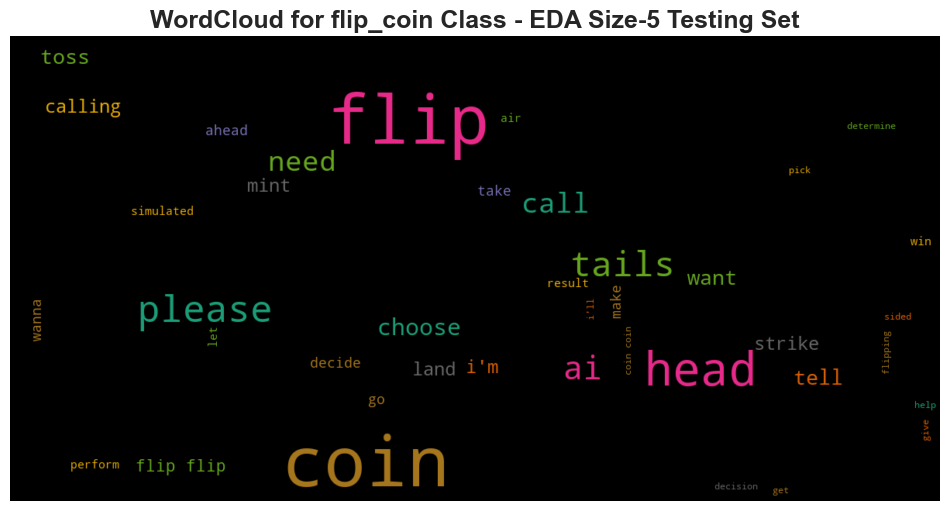 WordCloud for flip_coin Class - EDA Size-5 Testing Set
toss
calling
flip
air
ahead
determine
need
pick
mint
take
call
simulated
win
tails
want
result
wanna
please
let
i'll
make
sided
choose
coin coin
flipping
strike
decide
land
i'm
ai
head
tell
go
help
give
coin
perform
flip flip
decision
get